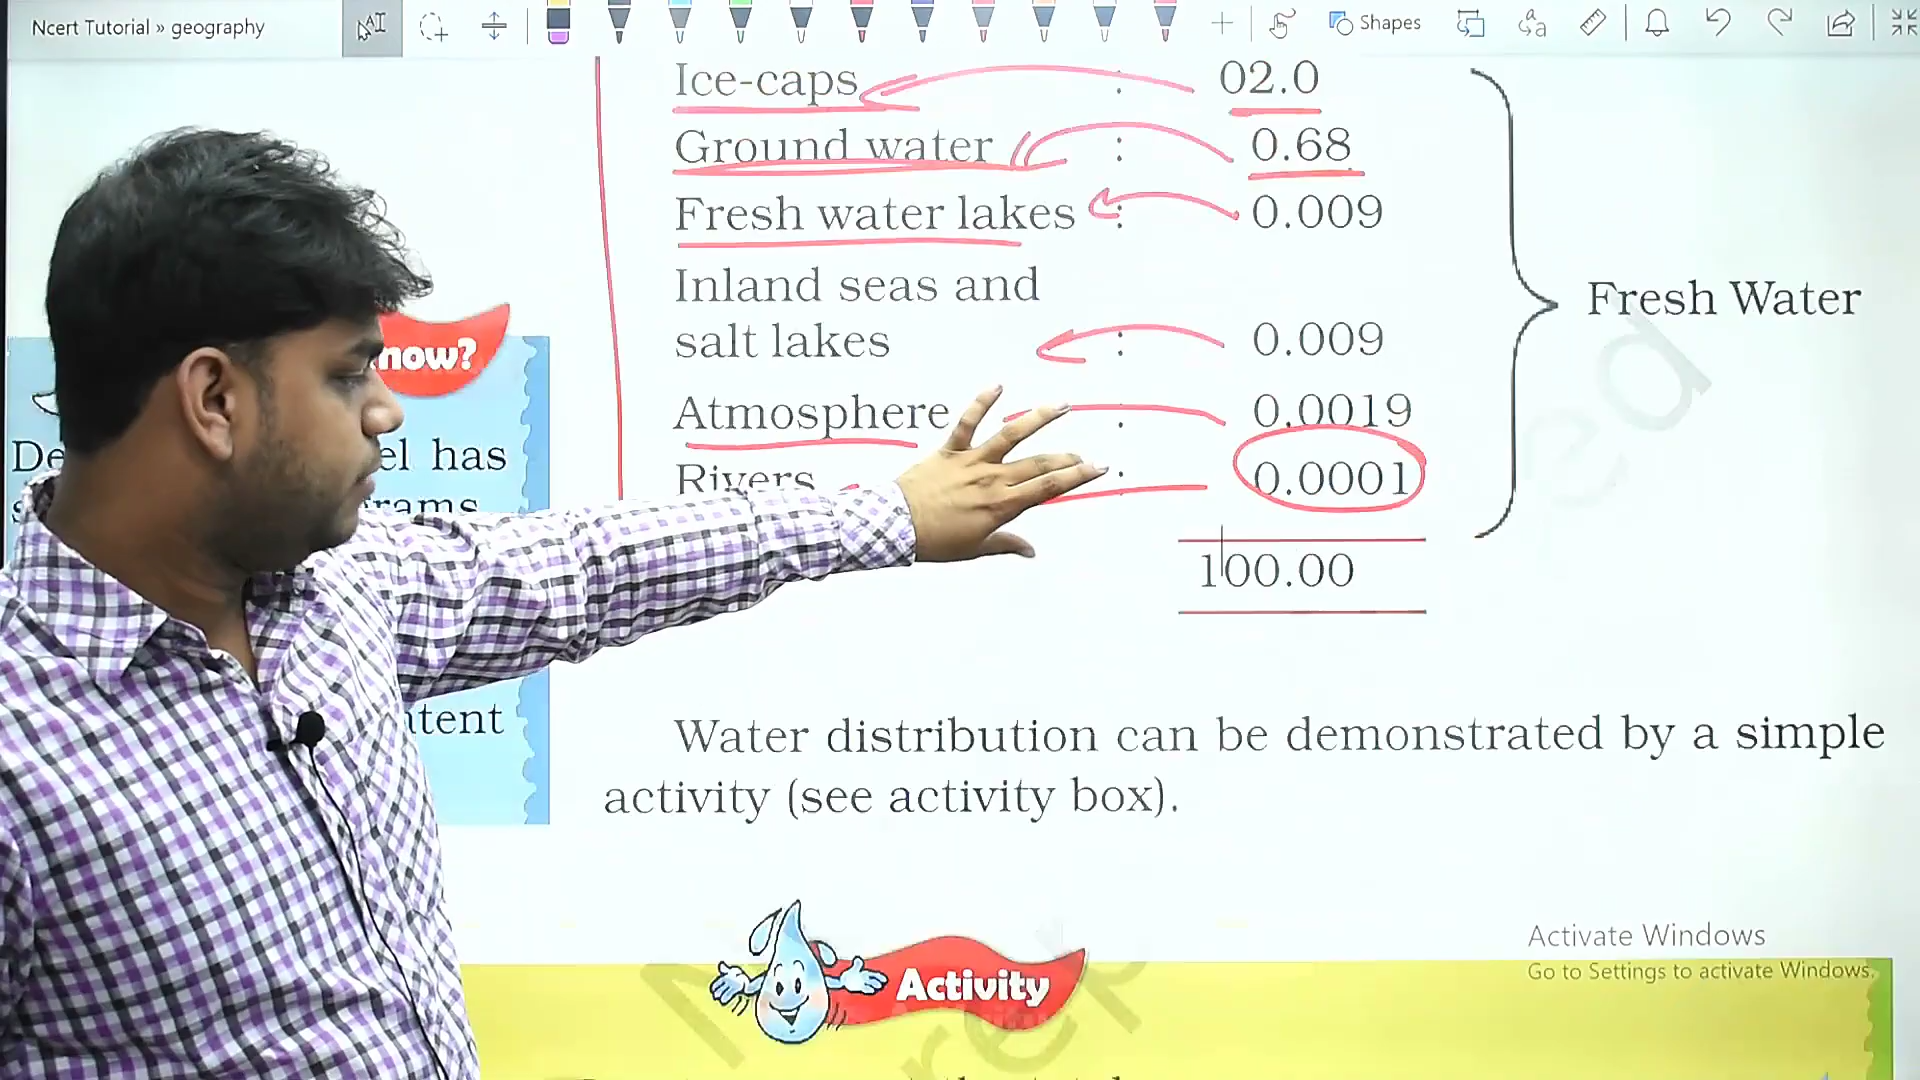 Ncert Tutorial » geography
Shapes
Ice-caps : 02.0
Ground water : 0.68
Fresh water lakes : 0.009
Inland seas and
salt lakes : 0.009
Atmosphere : 0.0019
Rivers : 0.0001
100.00
Fresh Water
now?
De el has
rams
tent
Water distribution can be demonstrated by a simple
activity (see activity box).
Activate Windows
Go to Settings to activate Windows.
Activity